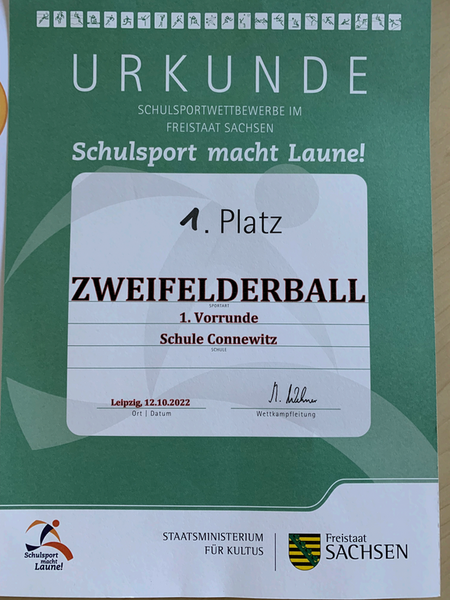 URKUNDE
SCHULSPORTWETTBEWERBE IM
FREISTAAT SACHSEN
Schulsport macht Laune!
1. Platz
ZWEIFELDERBALL
SPORTART
1. Vorrunde
Schule Connewitz
SCHULE
Leipzig, 12.10.2022
Ort | Datum
Wettkampfleitung
Schulsport
macht
Laune!
STAATSMINISTERIUM
FÜR KULTUS
Freistaat
SACHSEN